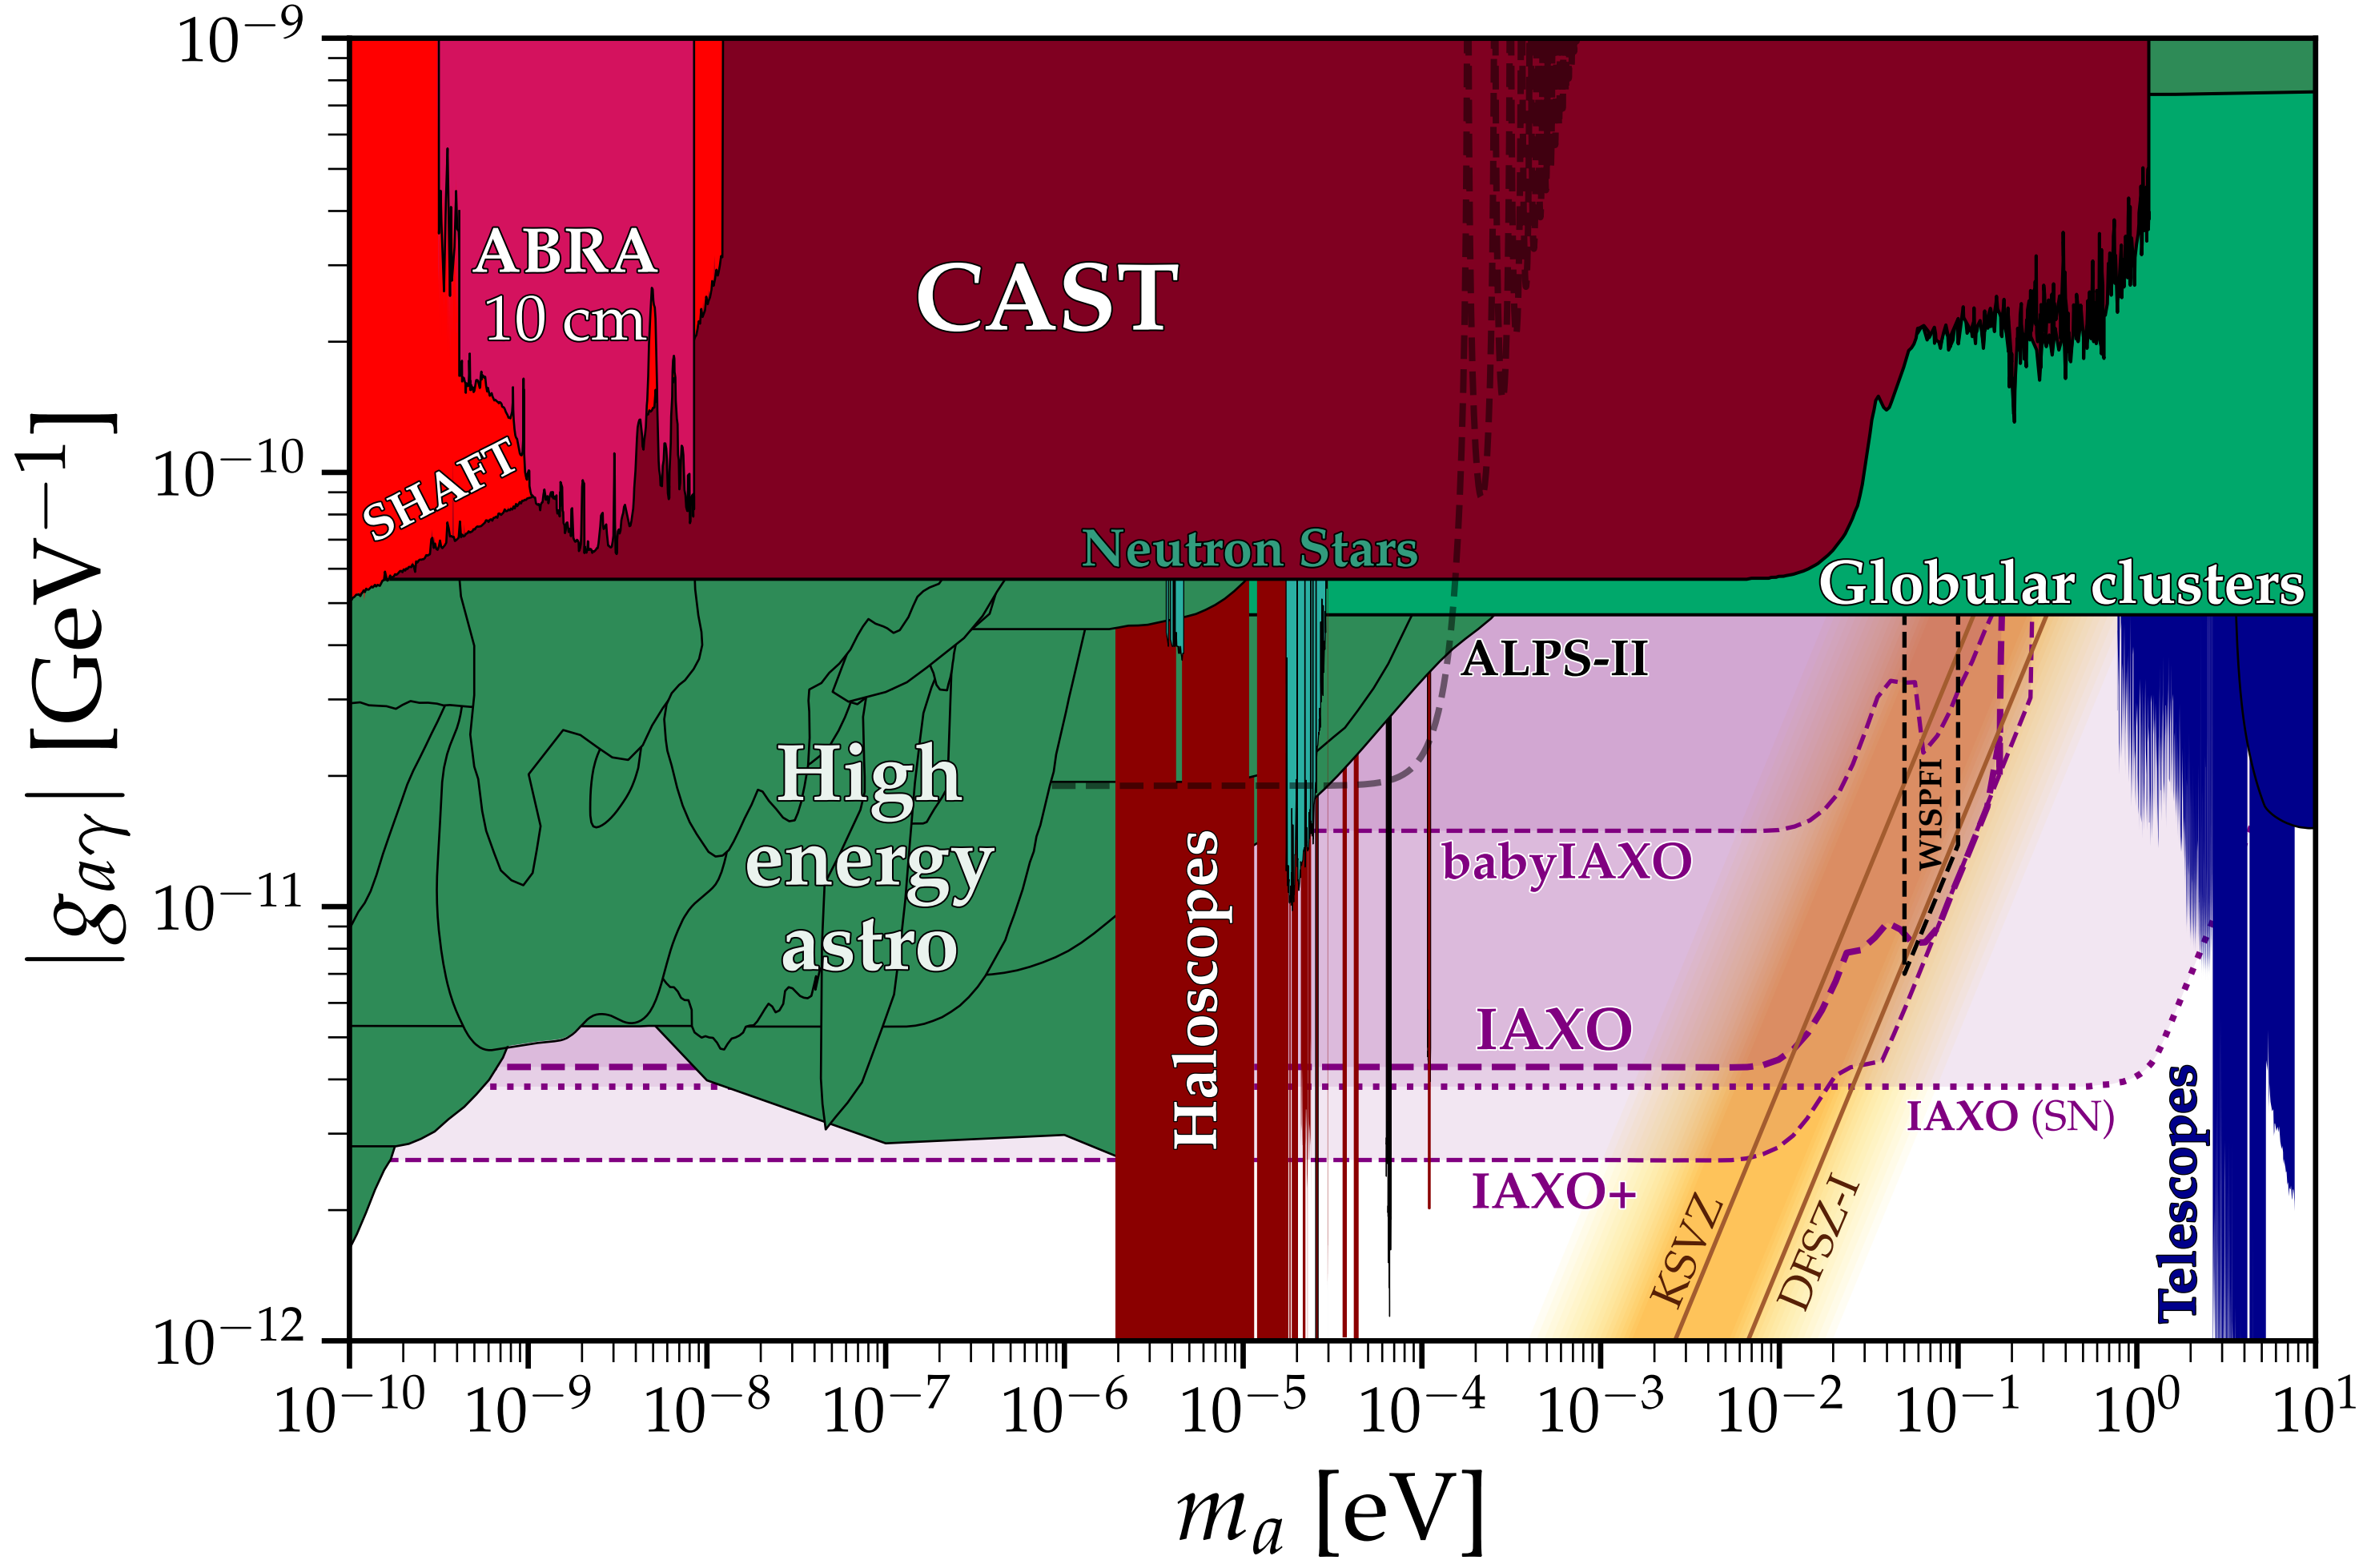 10⁻⁹
10⁻¹⁰
10⁻¹¹
10⁻¹²
|g_{aγ}| [GeV⁻¹]
ABRA
10 cm
SHAFT
CAST
Neutron Stars
Globular clusters
ALPS-II
High
energy
astro
Haloscopes
babyIAXO
WISPFI
IAXO
IAXO (SN)
IAXO+
KSVZ
DFSZ-I
Telescopes
10⁻¹⁰ 10⁻⁹ 10⁻⁸ 10⁻⁷ 10⁻⁶ 10⁻⁵ 10⁻⁴ 10⁻³ 10⁻² 10⁻¹ 10⁰ 10¹
m_a [eV]